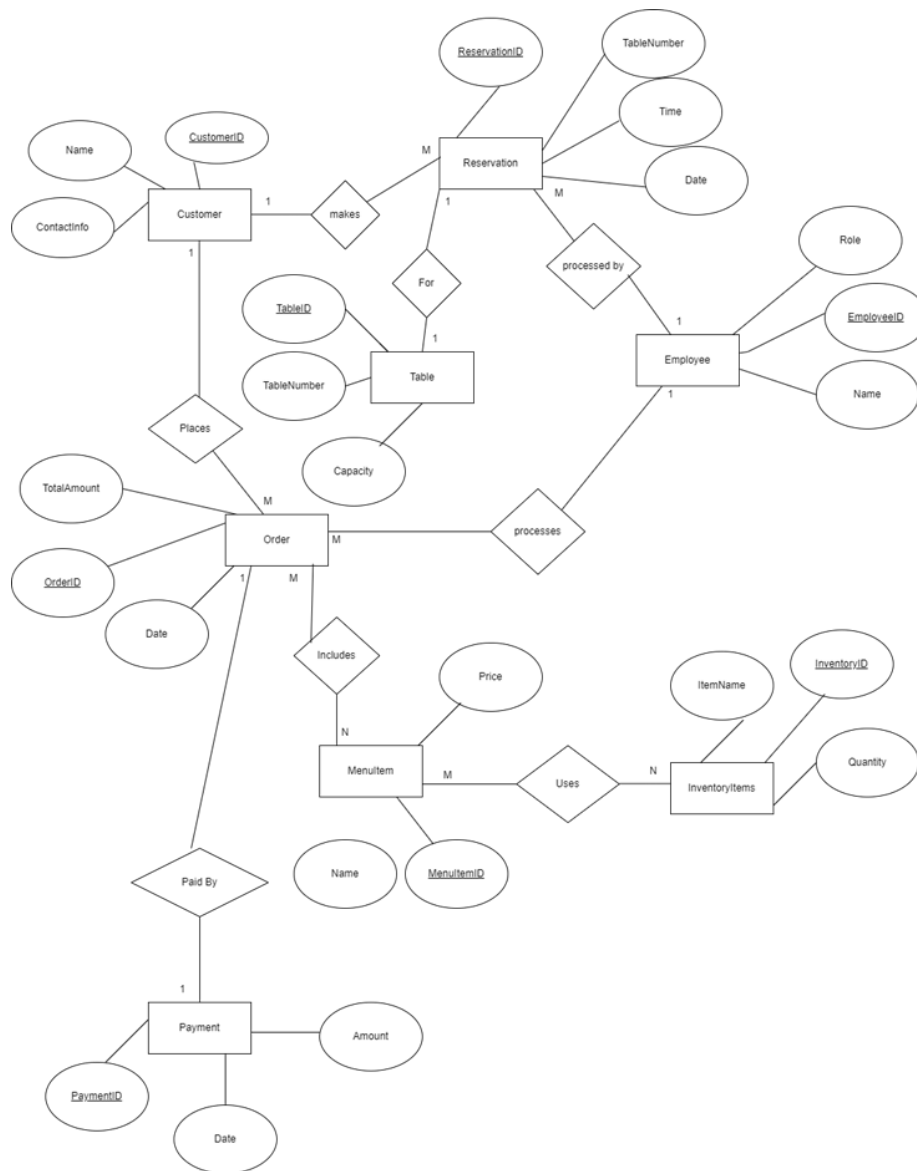 ReservationID
TableNumber
Time
Date
Name
CustomerID
ContactInfo
Customer
1
makes
M
Reservation
M
1
1
For
processed by
Role
EmployeeID
Name
TableID
TableNumber
1
Table
Capacity
1
Employee
1
Places
TotalAmount
M
Order
M
processes
OrderID
Date
1
M
Includes
Price
N
MenuItem
M
Uses
N
InventoryItems
ItemName
InventoryID
Quantity
Name
MenuItemID
Paid By
1
Payment
Amount
PaymentID
Date